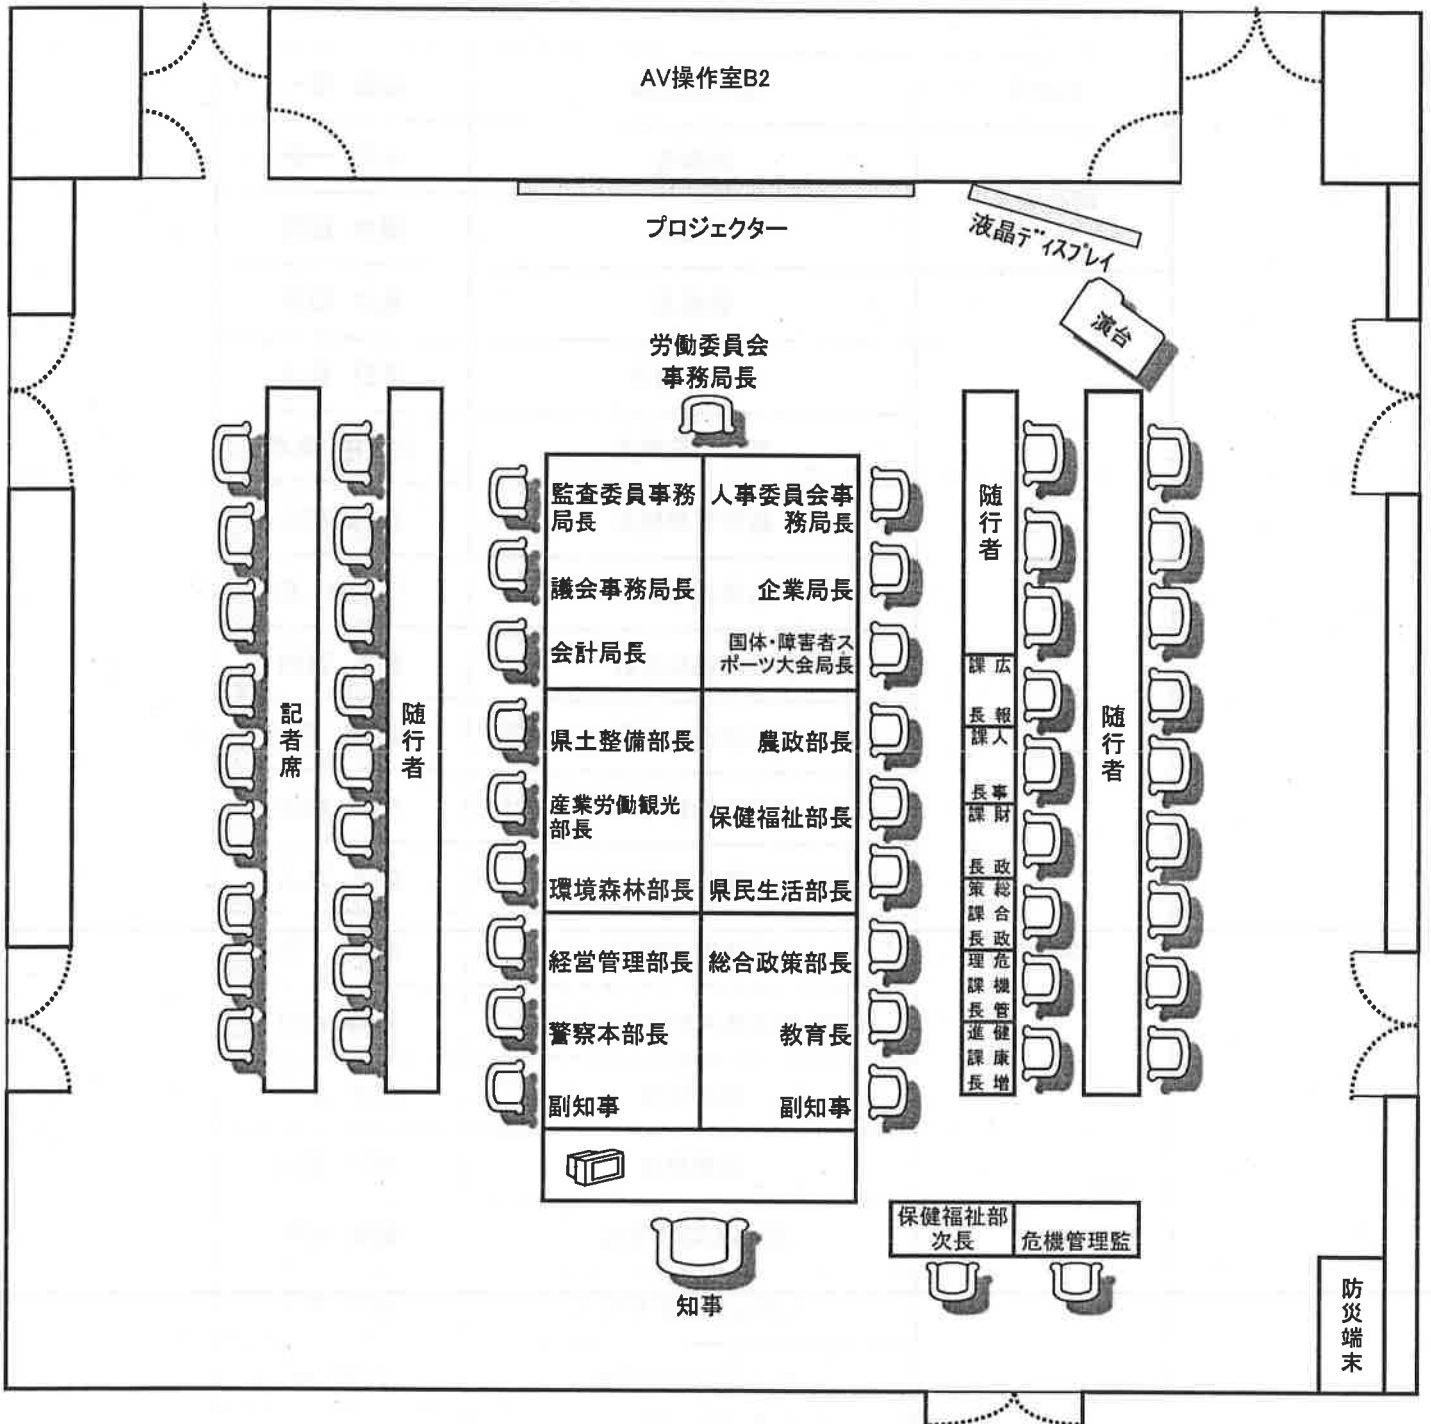 AV操作室B2
プロジェクター
液晶ディスプレイ
演台
労働委員会
事務局長
監査委員事務
局長
人事委員会事
務局長
議会事務局長
企業局長
会計局長
国体・障害者ス
ポーツ大会局長
県土整備部長
農政部長
産業労働観光
部長
保健福祉部長
環境森林部長
県民生活部長
経営管理部長
総合政策部長
警察本部長
教育長
副知事
副知事
知事
記者席
随行者
随行者
広報
課長
人事
課長
財政
課長
総合政
策課長
危機管
理課長
健康増
進課長
随行者
保健福祉部
次長
危機管理監
防災端末